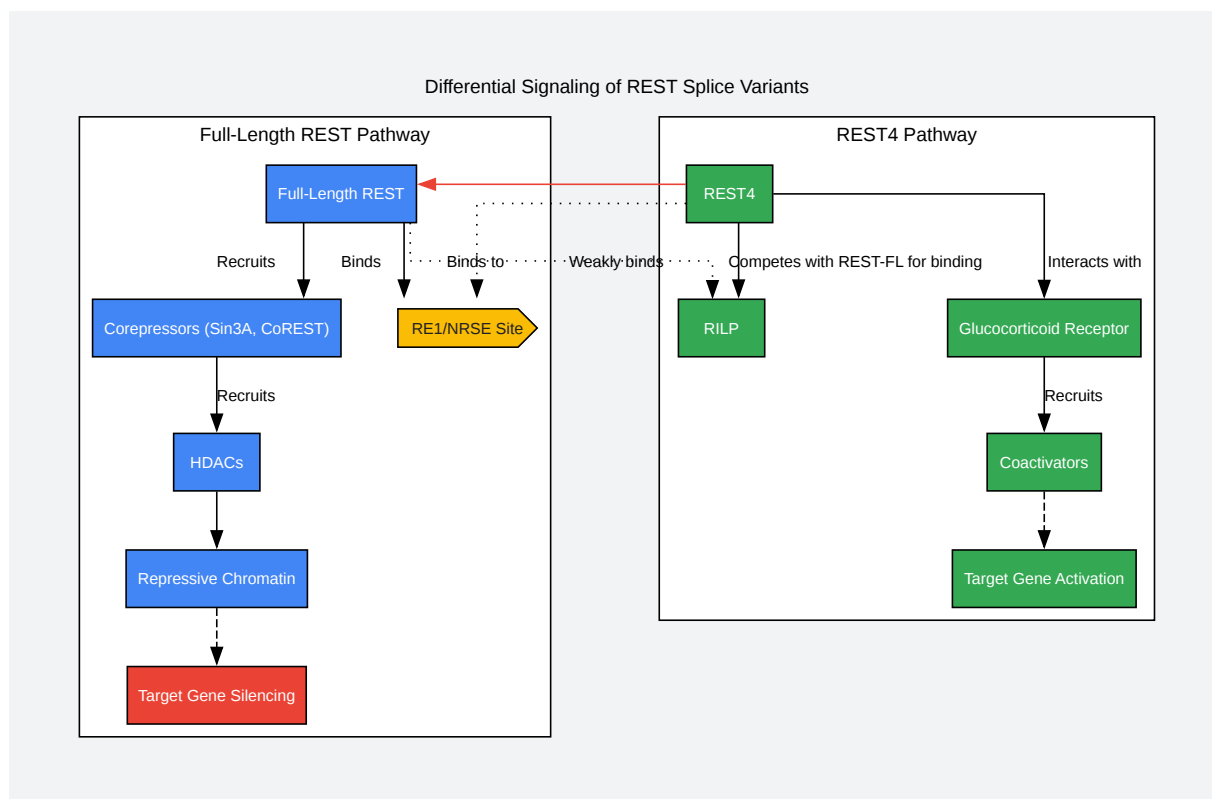 Differential Signaling of REST Splice Variants
Full-Length REST Pathway
REST4 Pathway
Full-Length REST
REST4
Recruits
Binds
Binds to
Weakly binds
Competes with REST-FL for binding
Interacts with
Corepressors (Sin3A, CoREST)
RE1/NRSE Site
RILP
Glucocorticoid Receptor
Recruits
Recruits
HDACs
Coactivators
Repressive Chromatin
Target Gene Activation
Target Gene Silencing